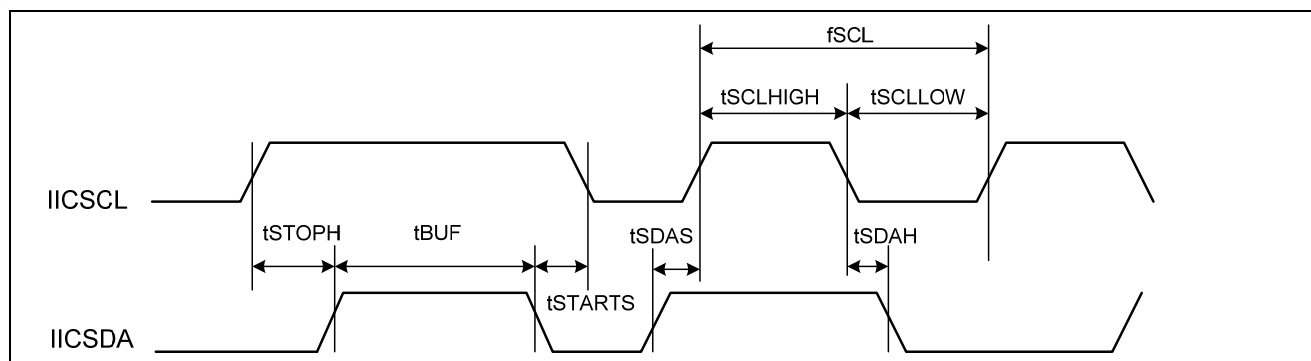 fSCL
tSCLHIGH
tSCLLOW
IICSCL
tSTOPH
tBUF
tSDAS
tSDAH
tSTARTS
IICSDA